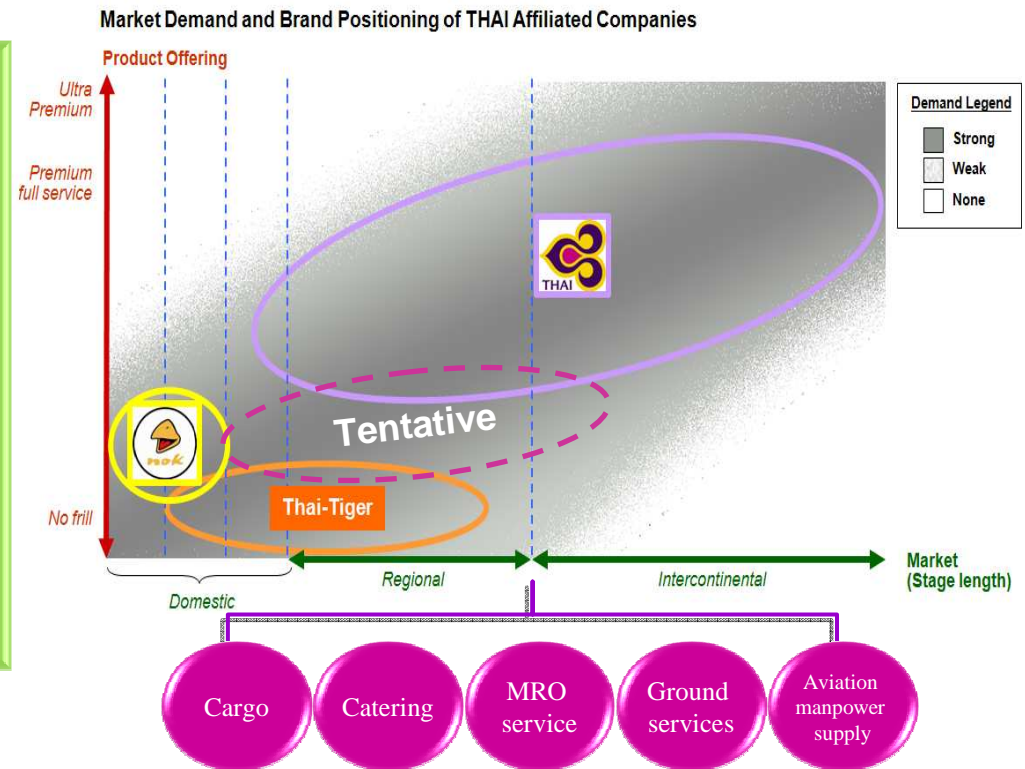 Market Demand and Brand Positioning of THAI Affiliated Companies
Product Offering
Ultra
Premium
Premium
full service
No frill
Demand Legend
Strong
Weak
None
THAI
Tentative
nok
Thai-Tiger
Domestic
Regional
Intercontinental
Market
(Stage length)
Cargo
Catering
MRO
service
Ground
services
Aviation
manpower
supply